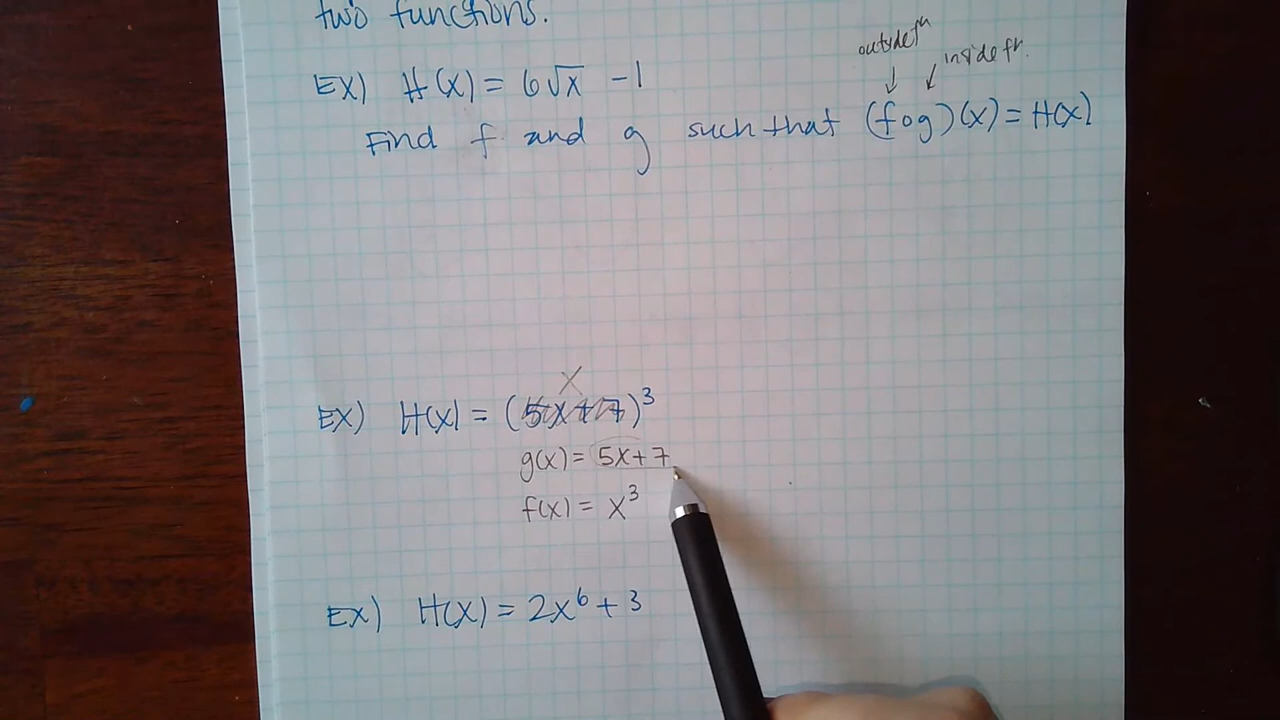 two functions.
outside fn
inside fn.
EX) H(x) = 6√x - 1
Find f and g such that (fog)(x) = H(x)
x
EX) H(x) = (5x+7)³
g(x) = 5x+7
f(x) = x³
EX) H(x) = 2x⁶ + 3